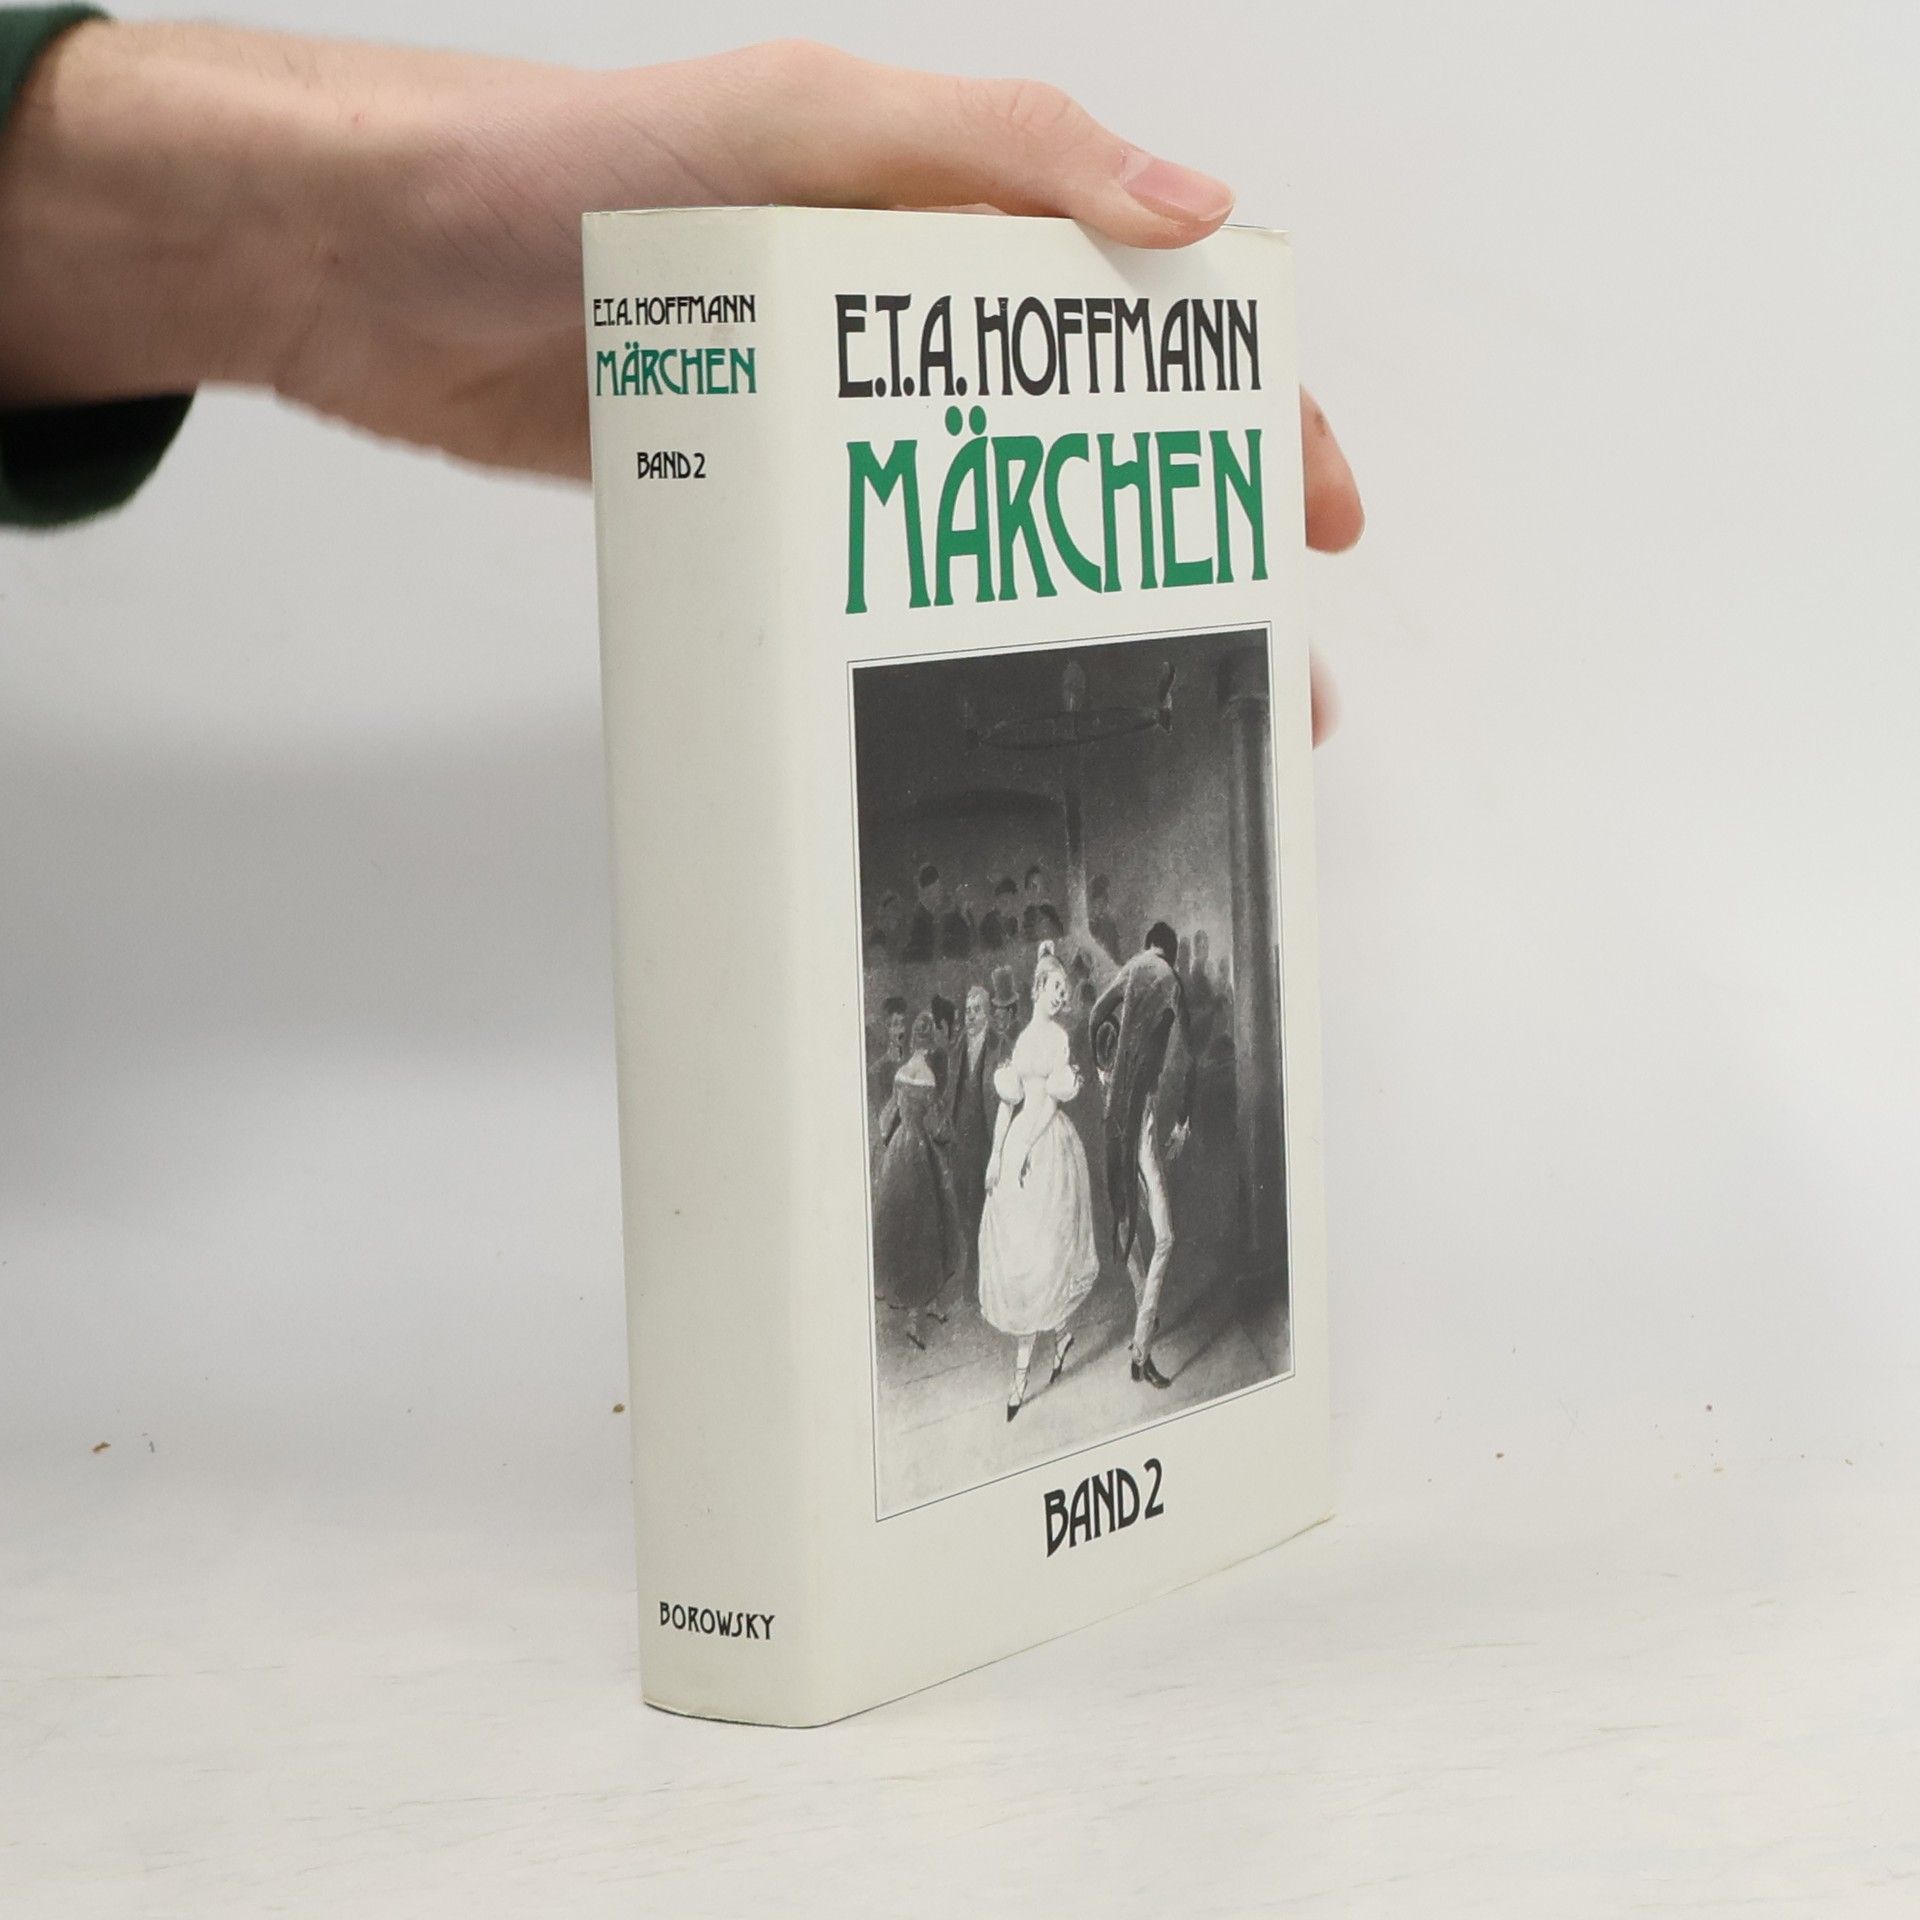 E.T.A. HOFFMANN
MÄRCHEN
BAND 2
BOROWSKY
E.T.A. HOFFMANN
MÄRCHEN
BAND 2